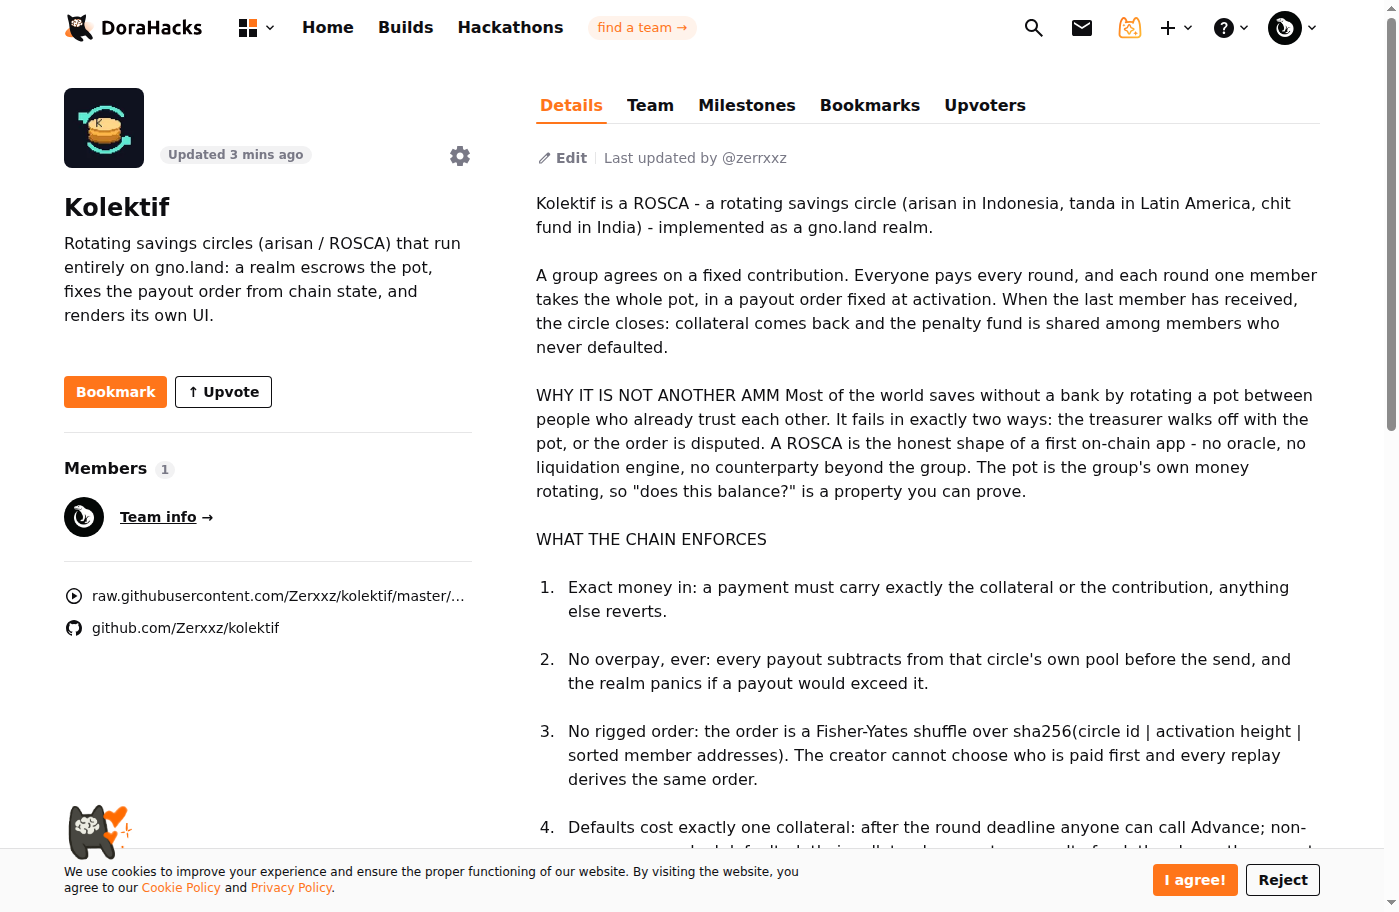 DoraHacks
Home
Builds
Hackathons
find a team →
Updated 3 mins ago
Kolektif
Rotating savings circles (arisan / ROSCA) that run
entirely on gno.land: a realm escrows the pot,
fixes the payout order from chain state, and
renders its own UI.
Bookmark
↑ Upvote
Members 1
Team info →
raw.githubusercontent.com/Zerxxz/kolektif/master/...
github.com/Zerxxz/kolektif
Details
Team
Milestones
Bookmarks
Upvoters
Edit
Last updated by @zerrxxz
Kolektif is a ROSCA - a rotating savings circle (arisan in Indonesia, tanda in Latin America, chit
fund in India) - implemented as a gno.land realm.
A group agrees on a fixed contribution. Everyone pays every round, and each round one member
takes the whole pot, in a payout order fixed at activation. When the last member has received,
the circle closes: collateral comes back and the penalty fund is shared among members who
never defaulted.
WHY IT IS NOT ANOTHER AMM Most of the world saves without a bank by rotating a pot between
people who already trust each other. It fails in exactly two ways: the treasurer walks off with the
pot, or the order is disputed. A ROSCA is the honest shape of a first on-chain app - no oracle, no
liquidation engine, no counterparty beyond the group. The pot is the group's own money
rotating, so "does this balance?" is a property you can prove.
WHAT THE CHAIN ENFORCES
1. Exact money in: a payment must carry exactly the collateral or the contribution, anything
else reverts.
2. No overpay, ever: every payout subtracts from that circle's own pool before the send, and
the realm panics if a payout would exceed it.
3. No rigged order: the order is a Fisher-Yates shuffle over sha256(circle id | activation height |
sorted member addresses). The creator cannot choose who is paid first and every replay
derives the same order.
4. Defaults cost exactly one collateral: after the round deadline anyone can call Advance; non-
We use cookies to improve your experience and ensure the proper functioning of our website. By visiting the website, you
agree to our Cookie Policy and Privacy Policy.
I agree!
Reject